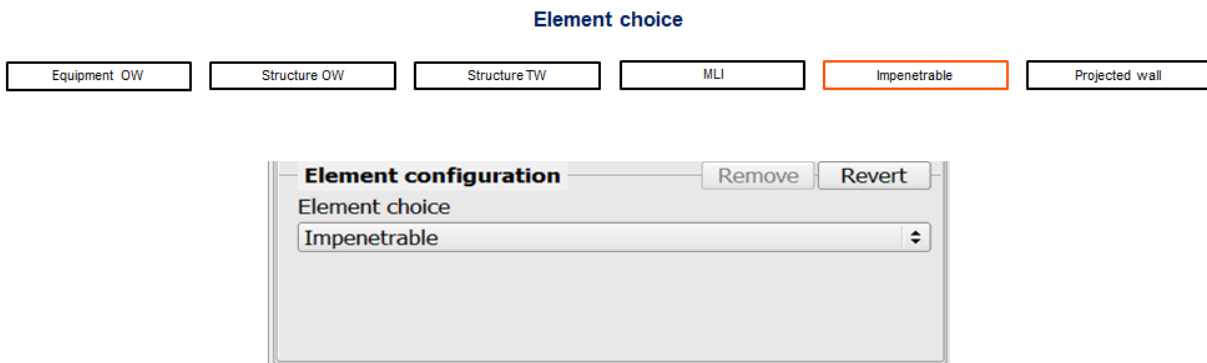 Element choice
Equipment OW
Structure OW
Structure TW
MLI
Impenetrable
Projected wall
Element configuration
Remove
Revert
Element choice
Impenetrable